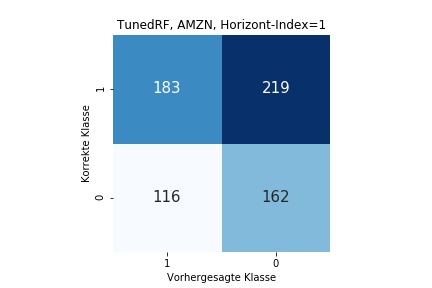 TunedRF, AMZN, Horizont-Index=1
Korrekte Klasse
1
183
219
0
116
162
1
0
Vorhergesagte Klasse